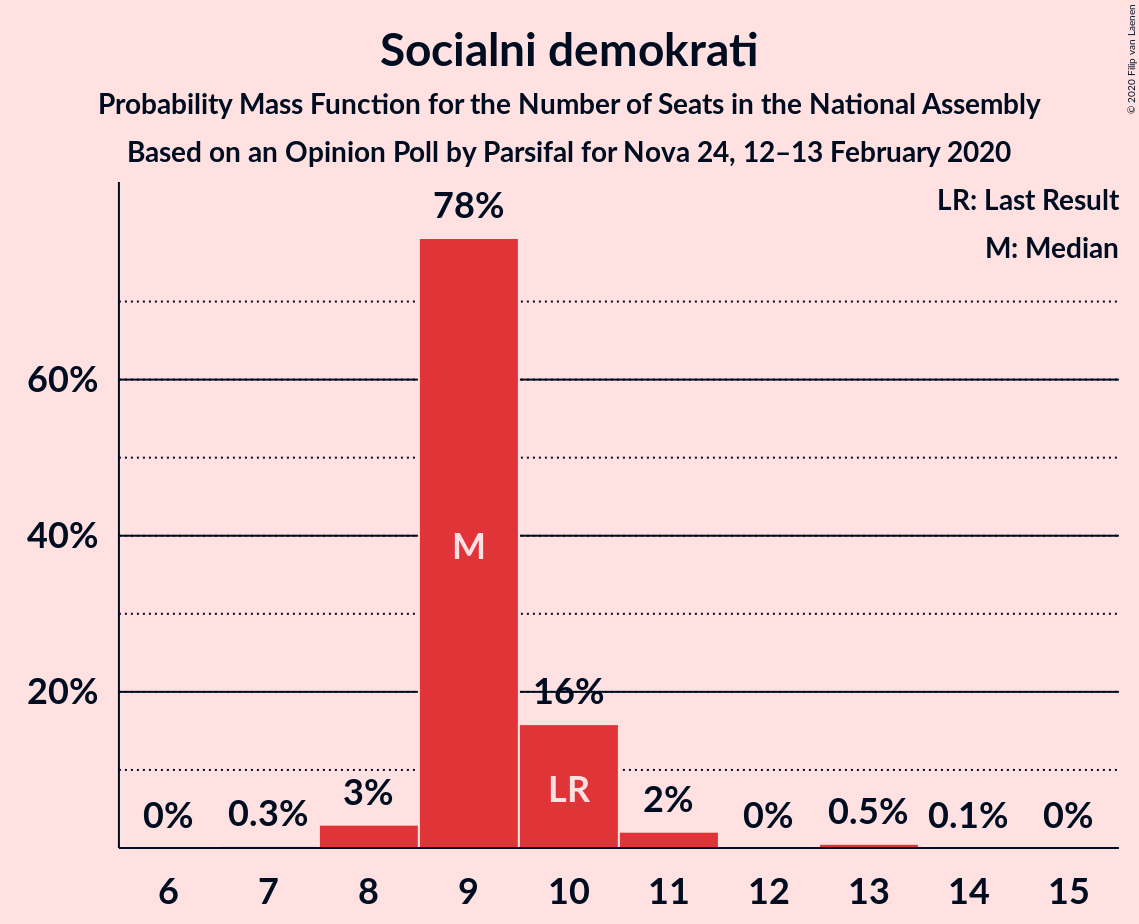 Socialni demokrati
Probability Mass Function for the Number of Seats in the National Assembly
Based on an Opinion Poll by Parsifal for Nova 24, 12–13 February 2020
© 2020 Filip van Laenen
LR: Last Result
M: Median
78%
60%
40%
20%
M
16%
LR
0%
0.3%
3%
2%
0%
0.5%
0.1%
0%
6 7 8 9 10 11 12 13 14 15